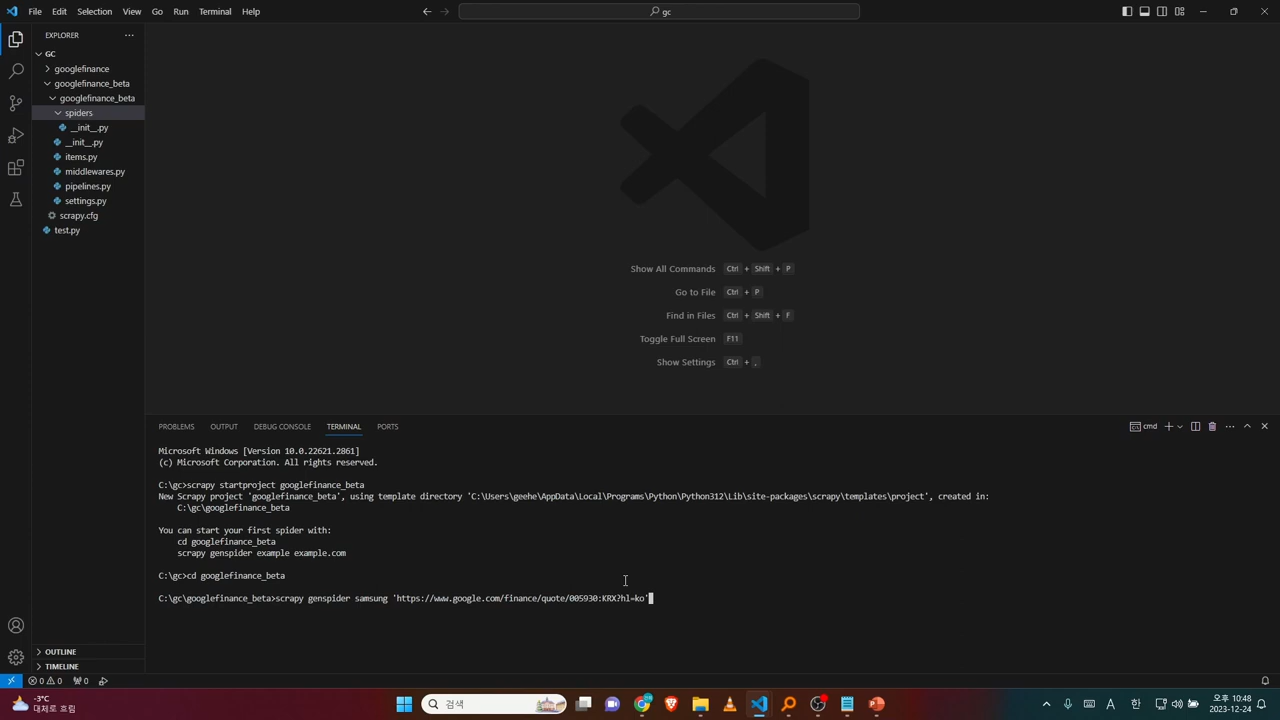 File Edit Selection View Go Run Terminal Help
gc
EXPLORER
GC
googlefinance
googlefinance_beta
googlefinance_beta
spiders
__init__.py
__init__.py
items.py
middlewares.py
pipelines.py
settings.py
scrapy.cfg
test.py
OUTLINE
TIMELINE
Show All Commands Ctrl + Shift + P
Go to File Ctrl + P
Find in Files Ctrl + Shift + F
Toggle Full Screen F11
Show Settings Ctrl + ,
PROBLEMS OUTPUT DEBUG CONSOLE TERMINAL PORTS
cmd
Microsoft Windows [Version 10.0.22621.2861]
(c) Microsoft Corporation. All rights reserved.
C:\gc>scrapy startproject googlefinance_beta
New Scrapy project 'googlefinance_beta', using template directory 'C:\Users\geehe\AppData\Local\Programs\Python\Python312\Lib\site-packages\scrapy\templates\project', created in:
C:\gc\googlefinance_beta
You can start your first spider with:
cd googlefinance_beta
scrapy genspider example example.com
C:\gc>cd googlefinance_beta
C:\gc\googlefinance_beta>scrapy genspider samsung 'https://www.google.com/finance/quote/005930:KRX?hl=ko'
0 0 0
-3°C
대체로 흐림
검색
A 한
오후 10:48
2023-12-24